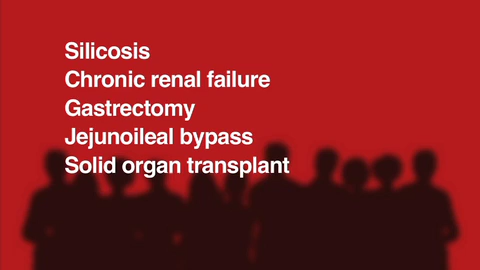 Silicosis
Chronic renal failure
Gastrectomy
Jejunoileal bypass
Solid organ transplant